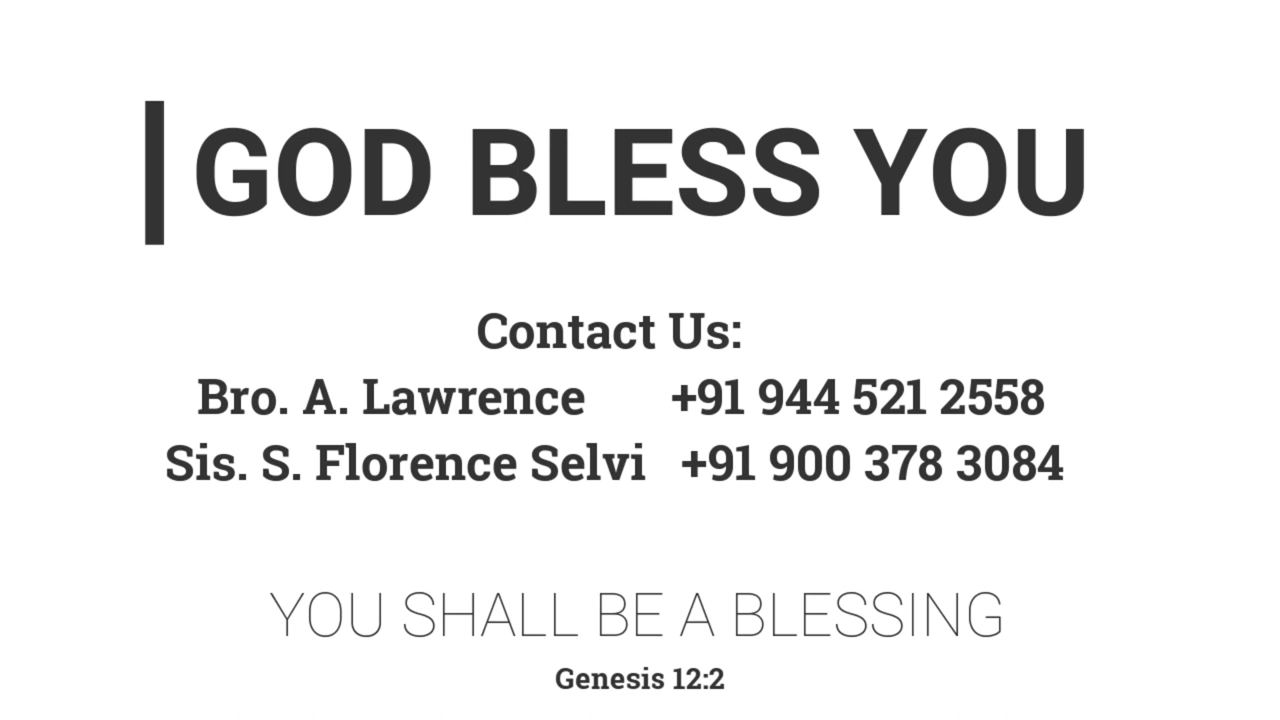 GOD BLESS YOU
Contact Us:
Bro. A. Lawrence +91 944 521 2558
Sis. S. Florence Selvi +91 900 378 3084
YOU SHALL BE A BLESSING
Genesis 12:2